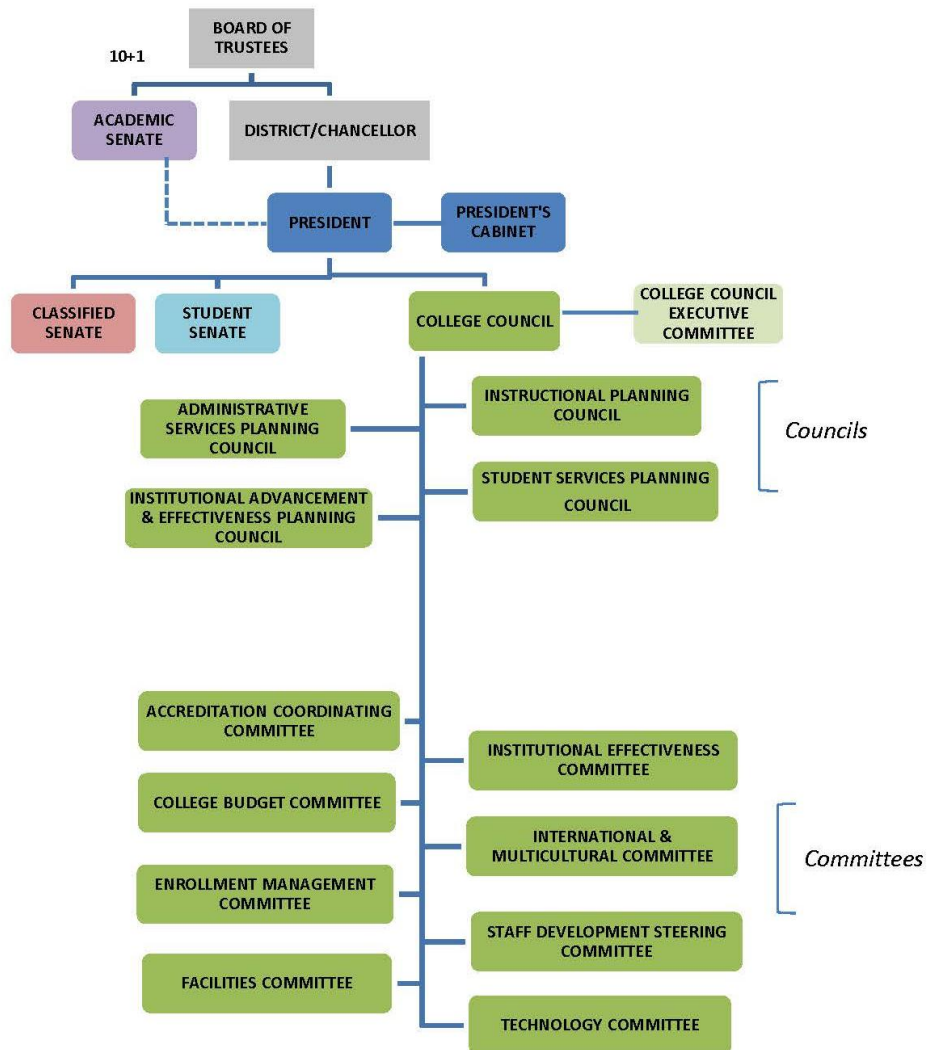 BOARD OF
TRUSTEES
10+1
ACADEMIC
SENATE
DISTRICT/CHANCELLOR
PRESIDENT
PRESIDENT'S
CABINET
CLASSIFIED
SENATE
STUDENT
SENATE
COLLEGE COUNCIL
COLLEGE COUNCIL
EXECUTIVE
COMMITTEE
ADMINISTRATIVE
SERVICES PLANNING
COUNCIL
INSTRUCTIONAL PLANNING
COUNCIL
Councils
INSTITUTIONAL ADVANCEMENT
& EFFECTIVENESS PLANNING
COUNCIL
STUDENT SERVICES PLANNING
COUNCIL
ACCREDITATION COORDINATING
COMMITTEE
INSTITUTIONAL EFFECTIVENESS
COMMITTEE
COLLEGE BUDGET COMMITTEE
INTERNATIONAL &
MULTICULTURAL COMMITTEE
Committees
ENROLLMENT MANAGEMENT
COMMITTEE
STAFF DEVELOPMENT STEERING
COMMITTEE
FACILITIES COMMITTEE
TECHNOLOGY COMMITTEE